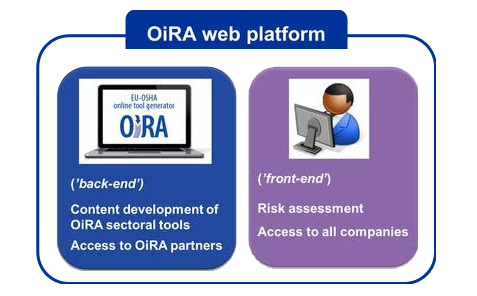 OiRA web platform
EU-OSHA
online tool generator
OiRA
('back-end')
Content development of
OiRA sectoral tools
Access to OiRA partners
('front-end')
Risk assessment
Access to all companies